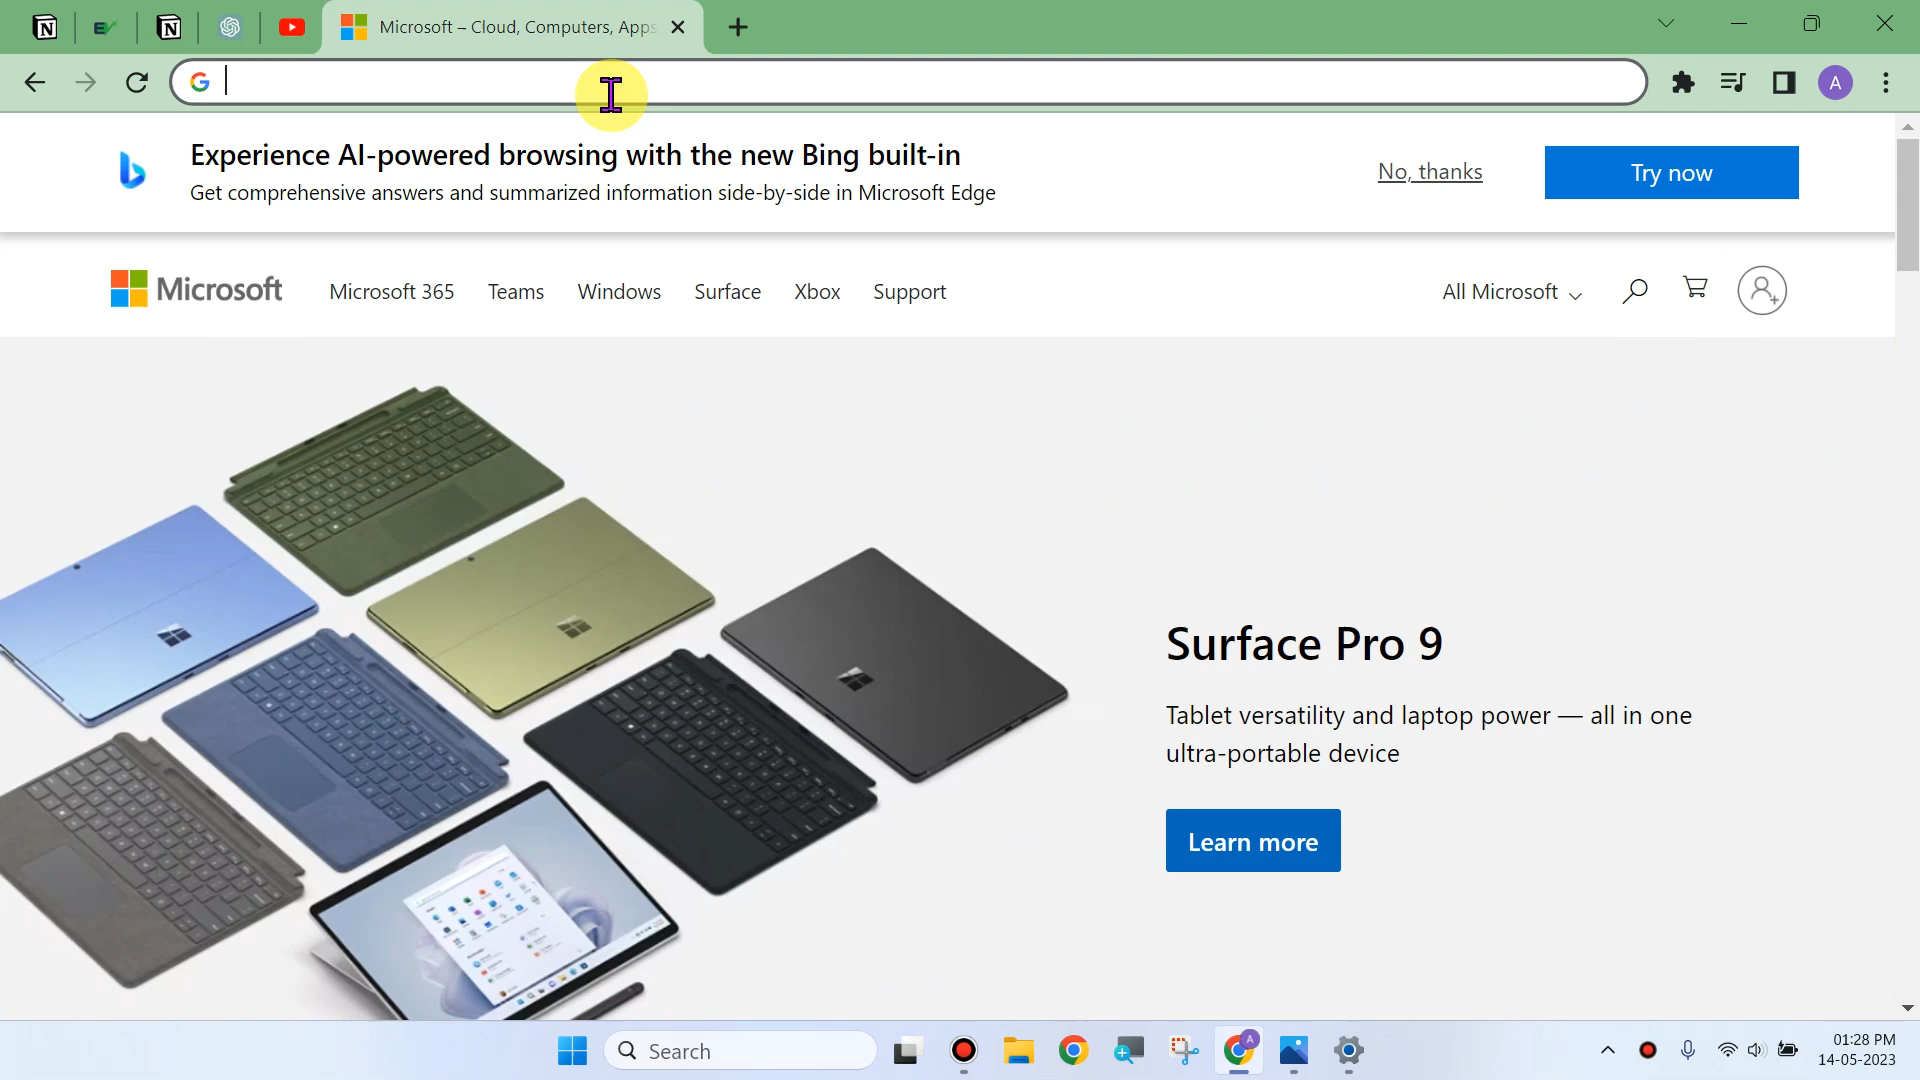 Microsoft – Cloud, Computers, Apps
A
Experience AI-powered browsing with the new Bing built-in
Get comprehensive answers and summarized information side-by-side in Microsoft Edge
No, thanks
Try now
Microsoft
Microsoft 365
Teams
Windows
Surface
Xbox
Support
All Microsoft
Surface Pro 9
Tablet versatility and laptop power — all in one
ultra-portable device
Learn more
Search
A
01:28 PM
14-05-2023